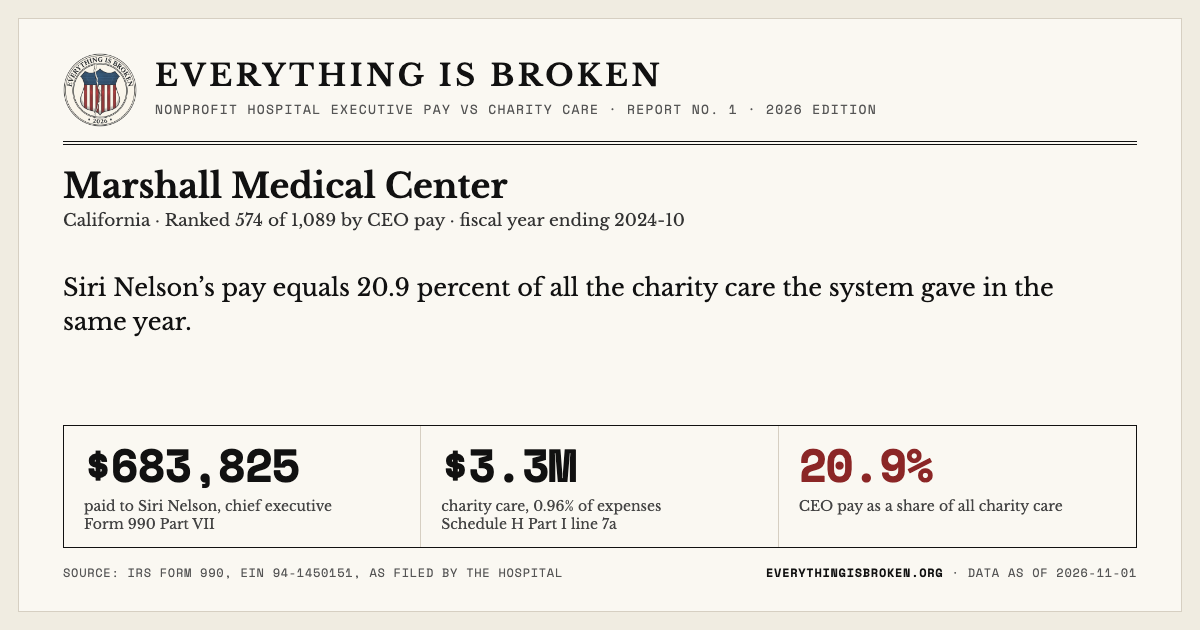 EVERYTHING IS BROKEN
· 2026 ·
EVERYTHING IS BROKEN
NONPROFIT HOSPITAL EXECUTIVE PAY VS CHARITY CARE · REPORT NO. 1 · 2026 EDITION
Marshall Medical Center
California · Ranked 574 of 1,089 by CEO pay · fiscal year ending 2024-10
Siri Nelson’s pay equals 20.9 percent of all the charity care the system gave in the
same year.
$683,825
paid to Siri Nelson, chief executive
Form 990 Part VII
$3.3M
charity care, 0.96% of expenses
Schedule H Part I line 7a
20.9%
CEO pay as a share of all charity care
SOURCE: IRS FORM 990, EIN 94-1450151, AS FILED BY THE HOSPITAL
EVERYTHINGISBROKEN.ORG · DATA AS OF 2026-11-01